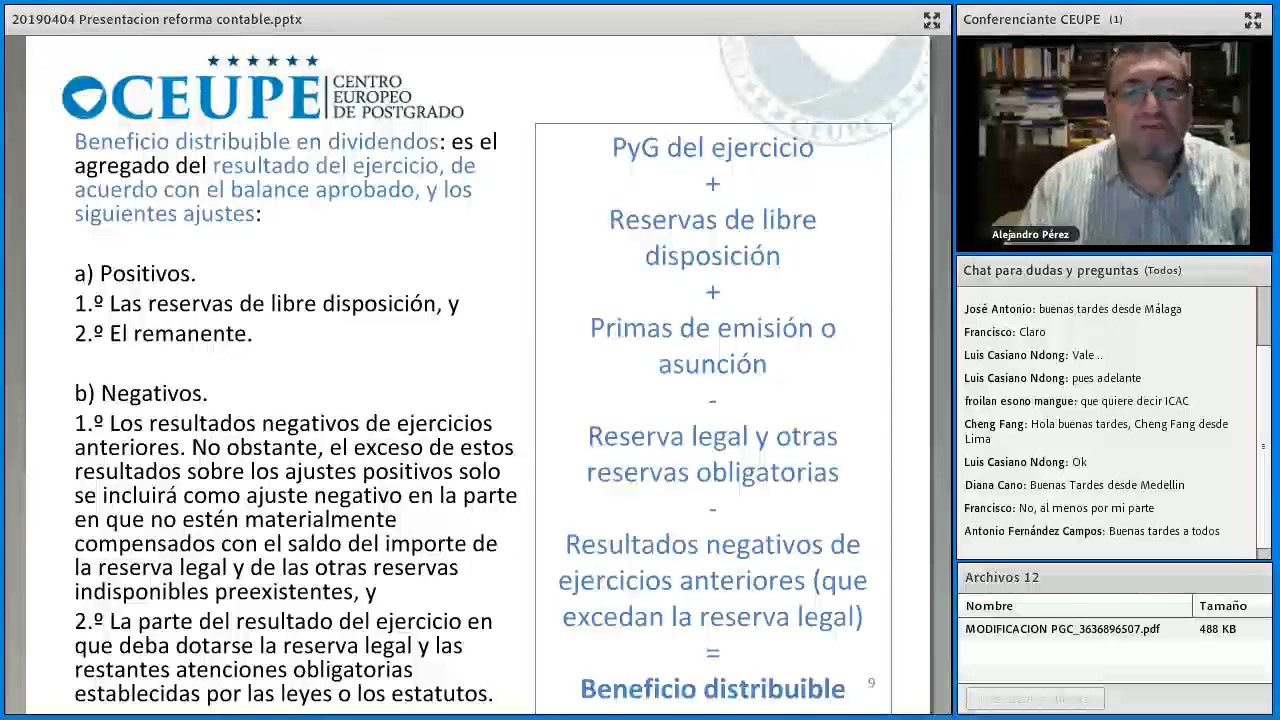 20190404 Presentacion reforma contable.pptx
CEUPE
CENTRO
EUROPEO
DE POSTGRADO
CEUPE
Beneficio distribuible en dividendos: es el
agregado del resultado del ejercicio, de
acuerdo con el balance aprobado, y los
siguientes ajustes:
a) Positivos.
1.º Las reservas de libre disposición, y
2.º El remanente.
b) Negativos.
1.º Los resultados negativos de ejercicios
anteriores. No obstante, el exceso de estos
resultados sobre los ajustes positivos solo
se incluirá como ajuste negativo en la parte
en que no estén materialmente
compensados con el saldo del importe de
la reserva legal y de las otras reservas
indisponibles preexistentes, y
2.º La parte del resultado del ejercicio en
que deba dotarse la reserva legal y las
restantes atenciones obligatorias
establecidas por las leyes o los estatutos.
PyG del ejercicio
+
Reservas de libre
disposición
+
Primas de emisión o
asunción
-
Reserva legal y otras
reservas obligatorias
-
Resultados negativos de
ejercicios anteriores (que
excedan la reserva legal)
=
Beneficio distribuible
9
Conferenciante CEUPE (1)
Alejandro Pérez
Chat para dudas y preguntas (Todos)
José Antonio: buenas tardes desde Málaga
Francisco: Claro
Luis Casiano Ndong: Vale ..
Luis Casiano Ndong: pues adelante
froilan esono mangue: que quiere decir ICAC
Cheng Fang: Hola buenas tardes, Cheng Fang desde
Lima
Luis Casiano Ndong: Ok
Diana Cano: Buenas Tardes desde Medellin
Francisco: No, al menos por mi parte
Antonio Fernández Campos: Buenas tardes a todos
Archivos 12
Nombre Tamaño
MODIFICACION PGC_3636896507.pdf 488 KB